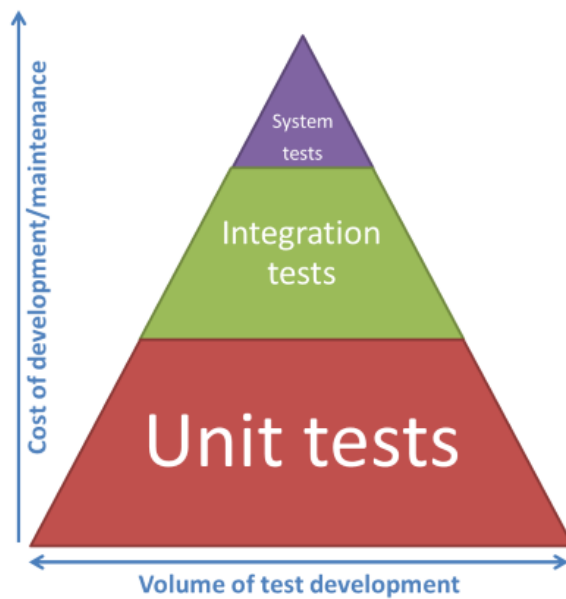 Cost of development/maintenance
System
tests
Integration
tests
Unit tests
Volume of test development